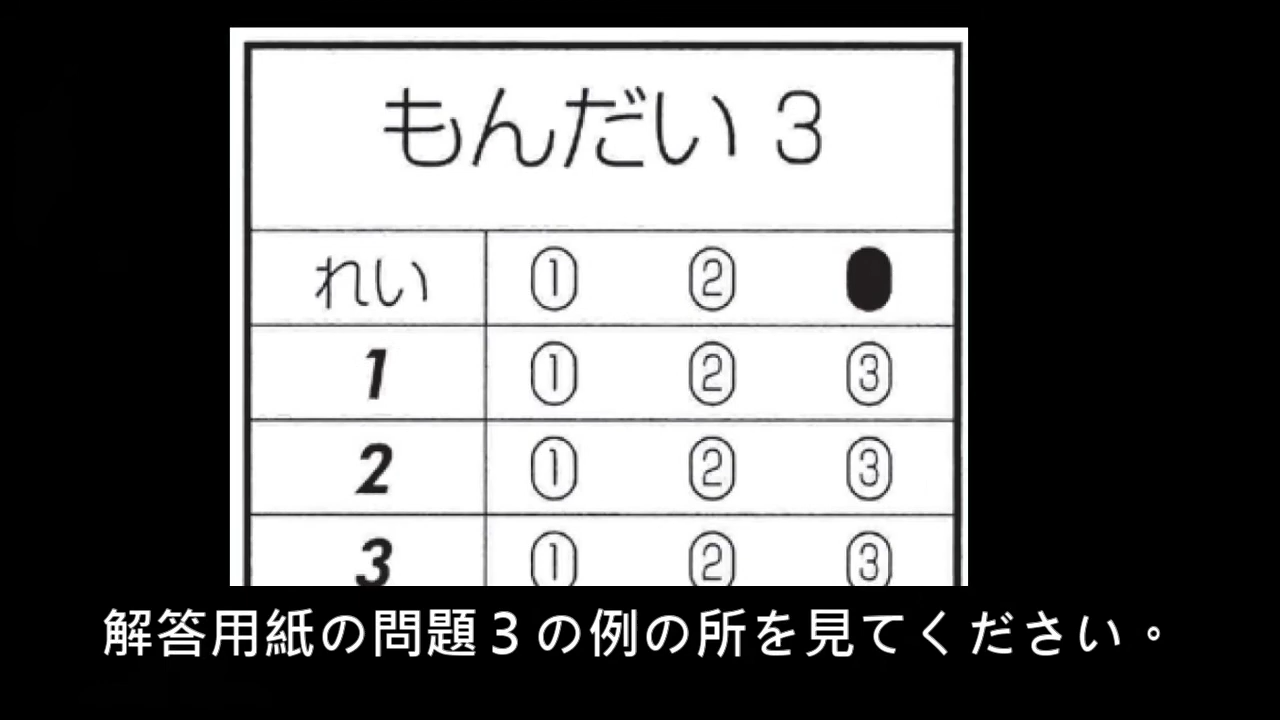 もんだい 3
れい ① ②
1 ① ② ③
2 ① ② ③
3 ① ② ③
解答用紙の問題３の例の所を見てください。